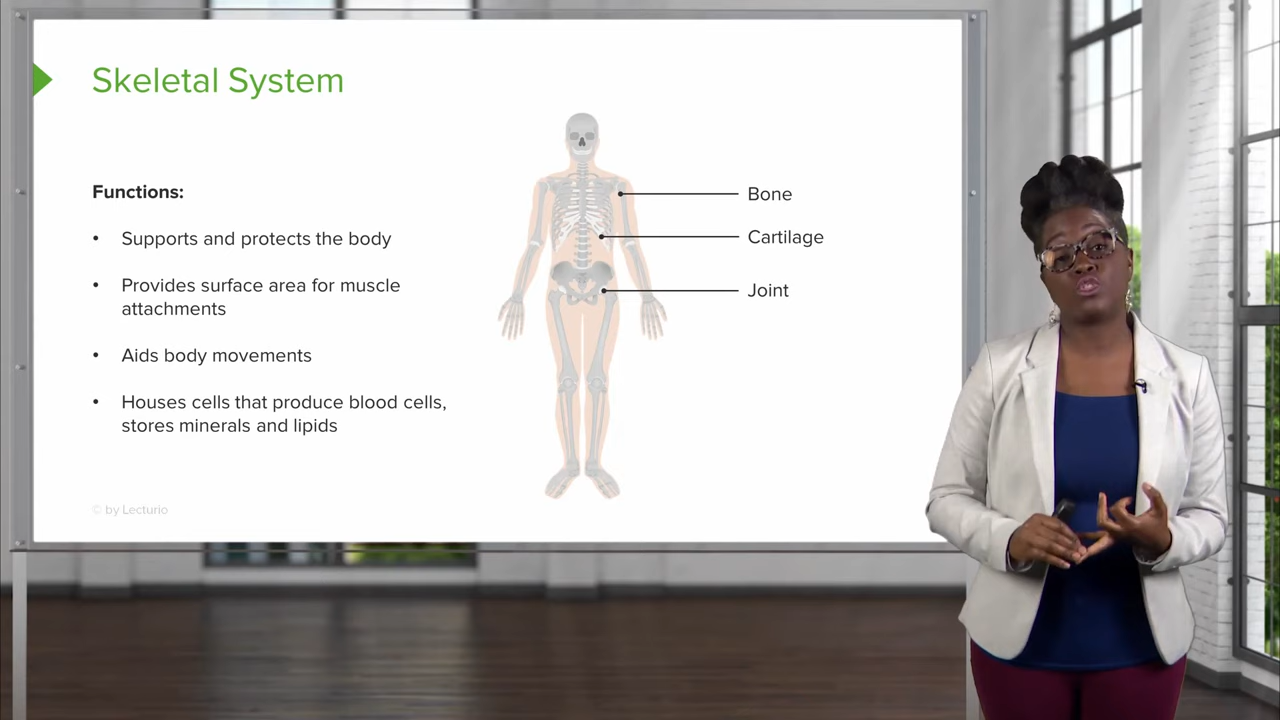 Skeletal System
Functions:
• Supports and protects the body
• Provides surface area for muscle
attachments
• Aids body movements
• Houses cells that produce blood cells,
stores minerals and lipids
Bone
Cartilage
Joint
© by Lecturio